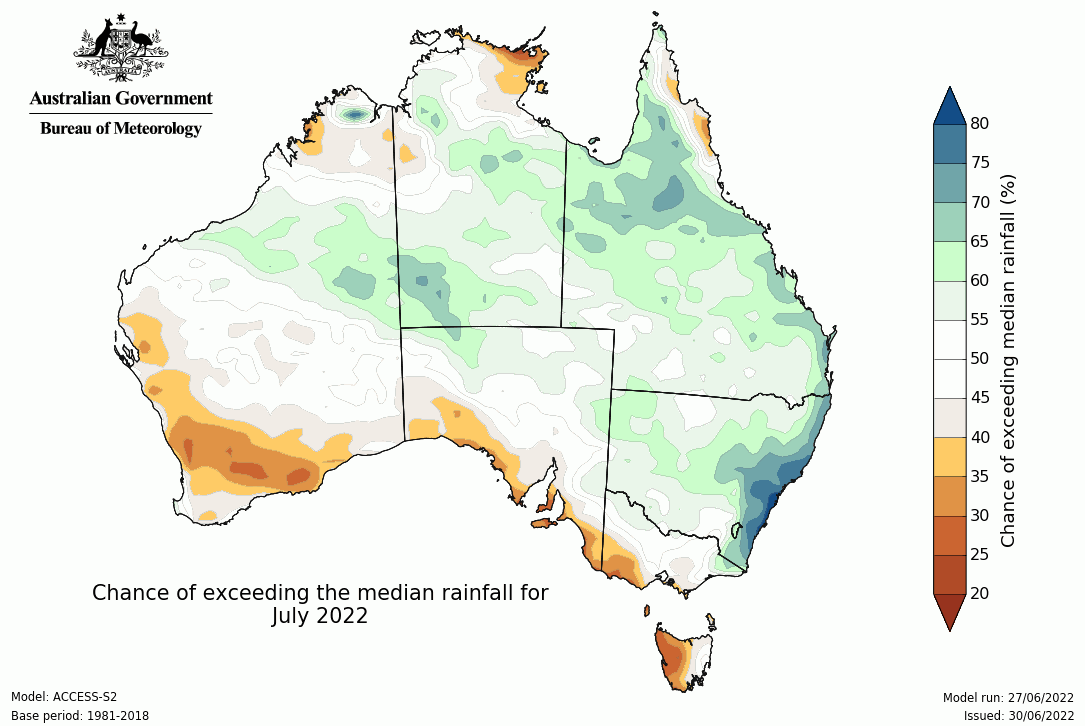 Australian Government
Bureau of Meteorology
80
75
70
65
60
55
50
45
40
35
30
25
20
Chance of exceeding median rainfall (%)
Chance of exceeding the median rainfall for
July 2022
Model: ACCESS-S2
Base period: 1981-2018
Model run: 27/06/2022
Issued: 30/06/2022